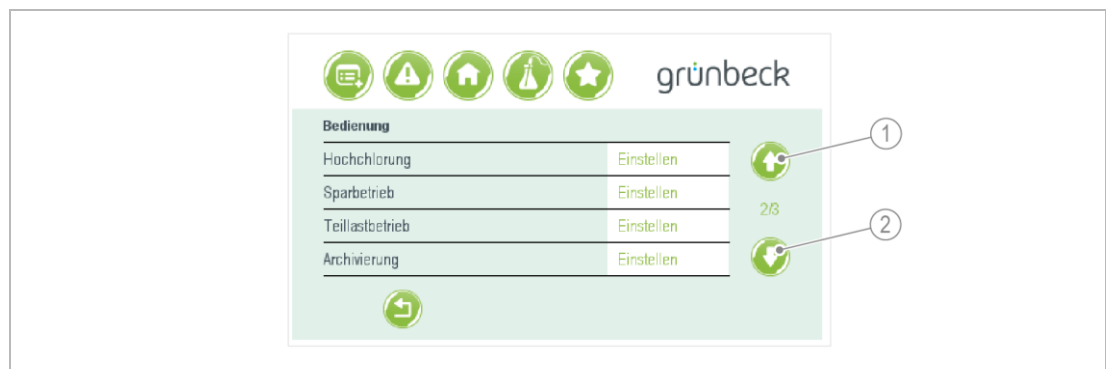 grünbeck
Bedienung
1
Hochchlorung Einstellen
Sparbetrieb Einstellen
2/3
Teillastbetrieb Einstellen
2
Archivierung Einstellen